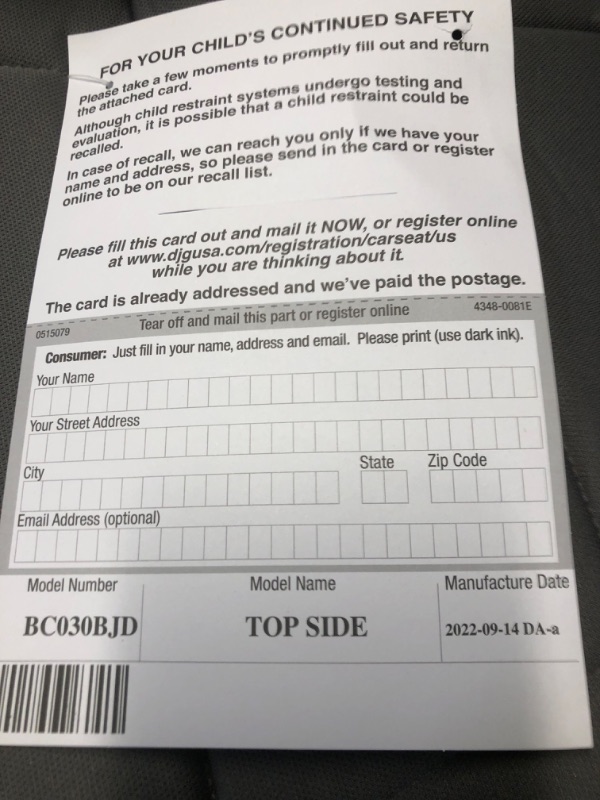 FOR YOUR CHILD'S CONTINUED SAFETY
Please take a few moments to promptly fill out and return
the attached card.
Although child restraint systems undergo testing and
evaluation, it is possible that a child restraint could be
recalled.
In case of recall, we can reach you only if we have your
name and address, so please send in the card or register
online to be on our recall list.
Please fill this card out and mail it NOW, or register online
at www.djgusa.com/registration/carseat/us
while you are thinking about it.
The card is already addressed and we've paid the postage.
0515079 Tear off and mail this part or register online 4348-0081E
Consumer: Just fill in your name, address and email. Please print (use dark ink).
Your Name
Your Street Address
City State Zip Code
Email Address (optional)
Model Number Model Name Manufacture Date
BC030BJD TOP SIDE 2022-09-14 DA-a